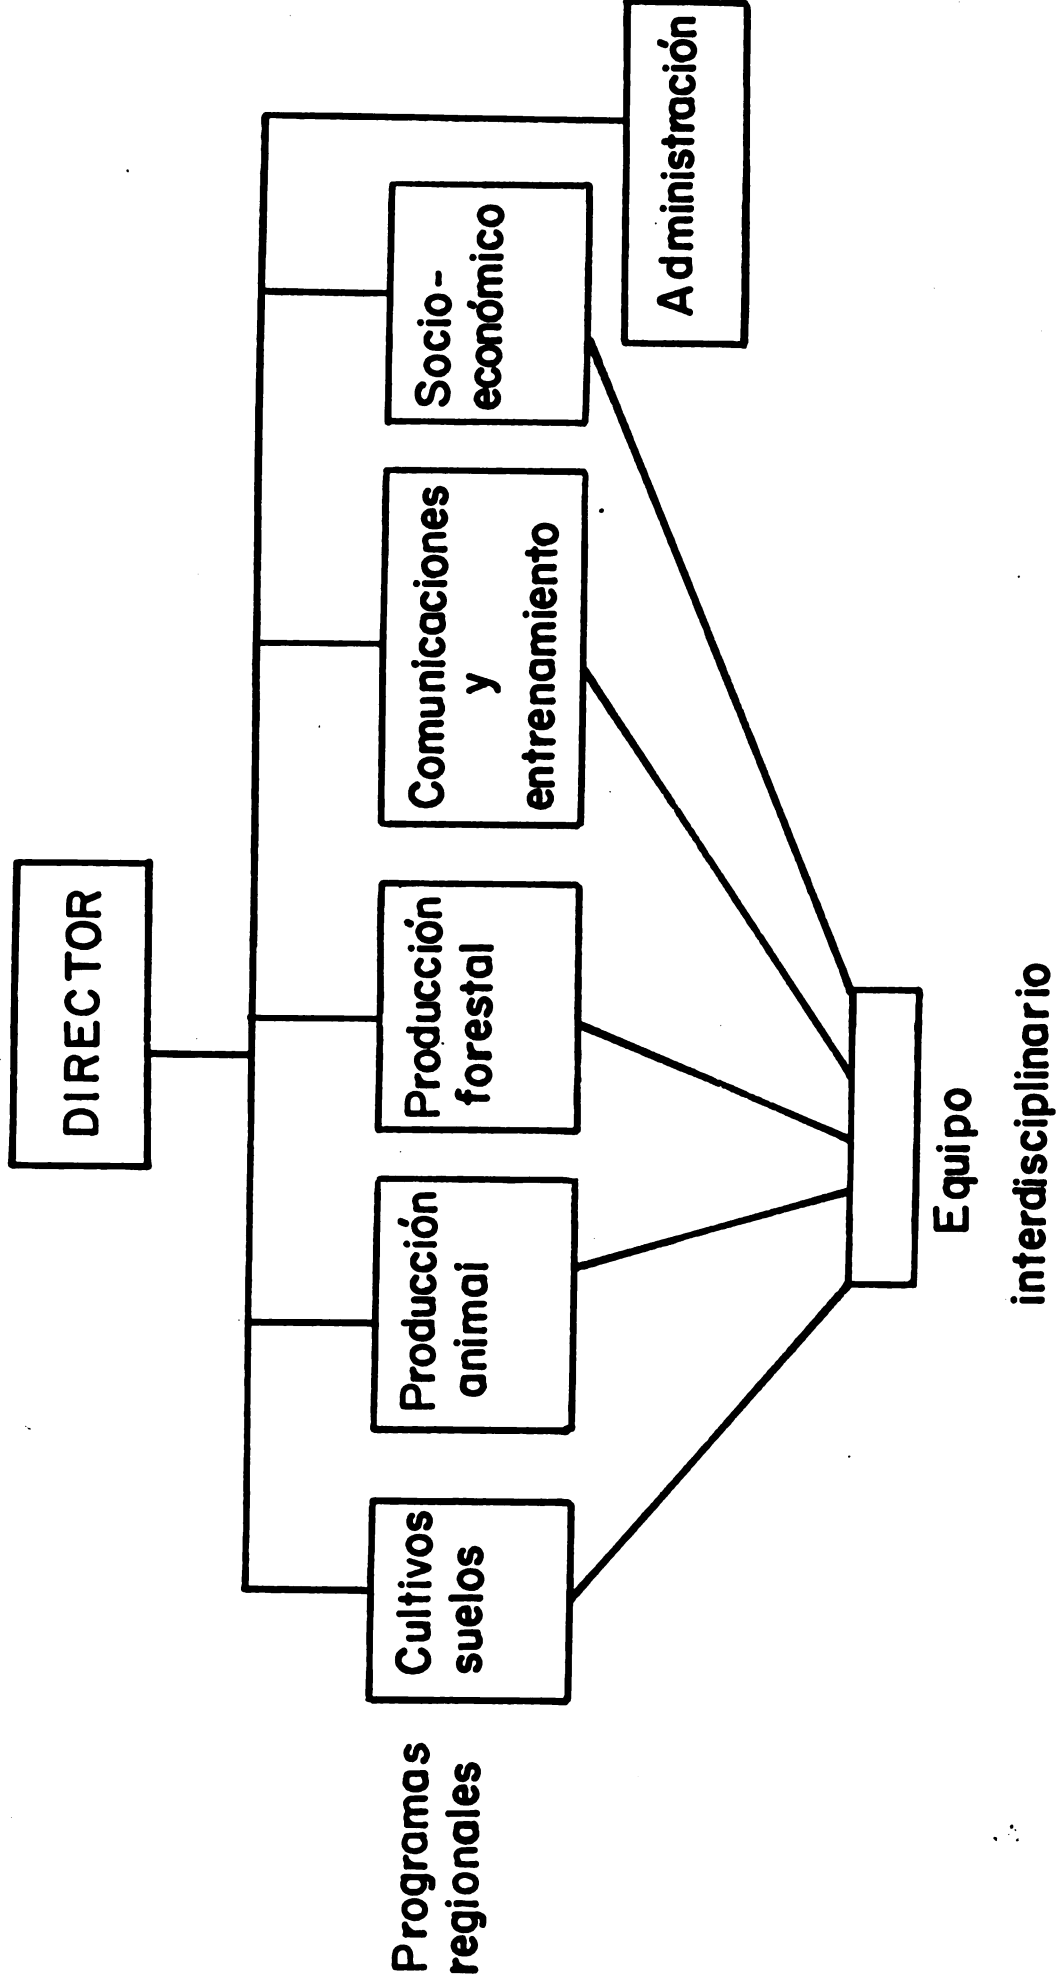 DIRECTOR
Programas
regionales
Cultivos
suelos
Producción
animal
Producción
forestal
Comunicaciones
y
entrenamiento
Socio-
económico
Administración
Equipo
interdisciplinario